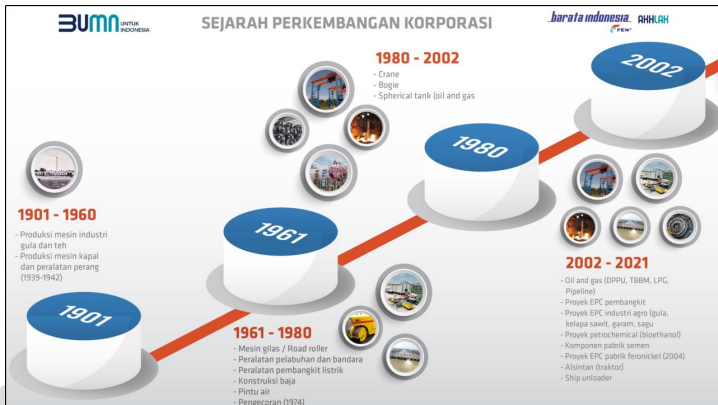 BUMN UNTUK
INDONESIA
SEJARAH PERKEMBANGAN KORPORASI
barata indonesia
FEW®
AKHLAK
1901
1901 - 1960
- Produksi mesin industri
gula dan teh
- Produksi mesin kapal
dan peralatan perang
(1939-1942)
1961
1961 - 1980
- Mesin gilas / Road roller
- Peralatan pelabuhan dan bandara
- Peralatan pembangkit listrik
- Konstruksi baja
- Pintu air
- Pengecoran (1974)
1980
1980 - 2002
- Crane
- Bogie
- Spherical tank (oil and gas
2002
2002 - 2021
- Oil and gas (DPPU, TBBM, LPG,
Pipeline)
- Proyek EPC pembangkit
- Proyek EPC industri agro (gula,
kelapa sawit, garam, sagu
- Proyek petrochemical (bioethanol)
- Komponen pabrik semen
- Proyek EPC pabrik feronickel (2004)
- Alsintan (traktor)
- Ship unloader